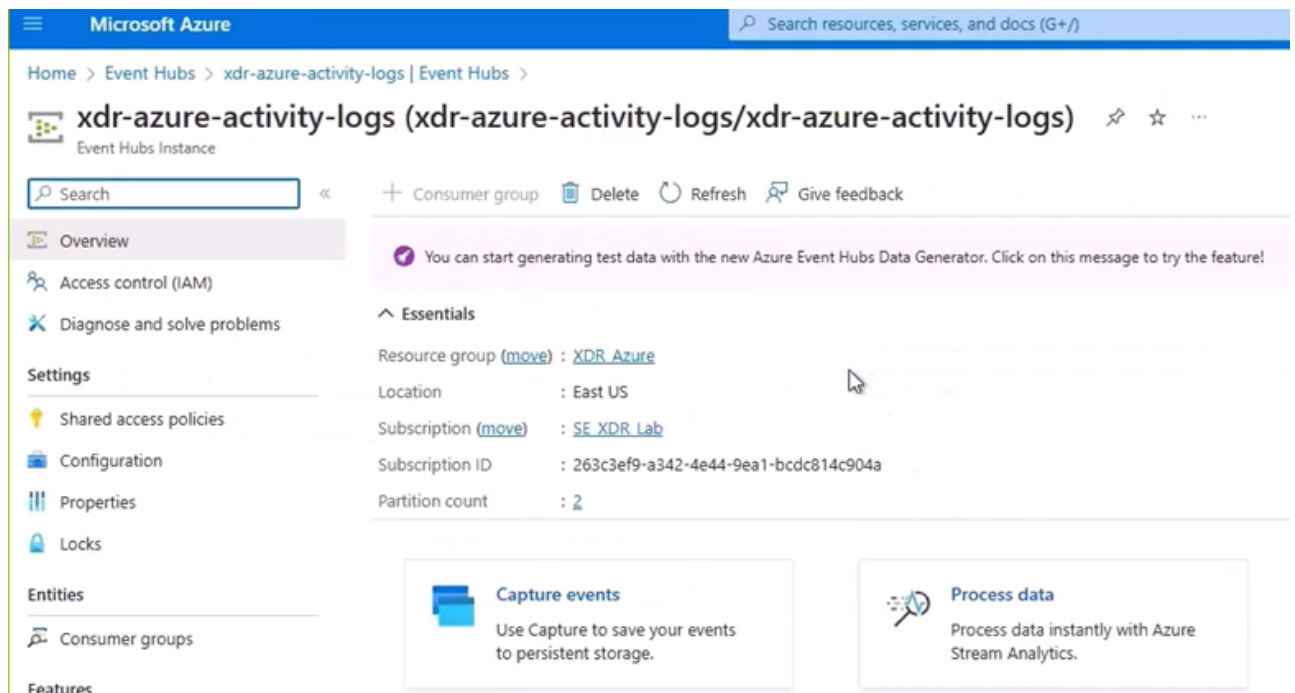 Microsoft Azure
Search resources, services, and docs (G+/)
Home > Event Hubs > xdr-azure-activity-logs | Event Hubs >
xdr-azure-activity-logs (xdr-azure-activity-logs/xdr-azure-activity-logs)
Event Hubs Instance
Search
Consumer group
Delete
Refresh
Give feedback
Overview
You can start generating test data with the new Azure Event Hubs Data Generator. Click on this message to try the feature!
Access control (IAM)
Diagnose and solve problems
Settings
Shared access policies
Configuration
Properties
Locks
Entities
Consumer groups
Features
Essentials
Resource group (move) : XDR_Azure
Location : East US
Subscription (move) : SE_XDR_Lab
Subscription ID : 263c3ef9-a342-4e44-9ea1-bcdc814c904a
Partition count : 2
Capture events
Use Capture to save your events
to persistent storage.
Process data
Process data instantly with Azure
Stream Analytics.